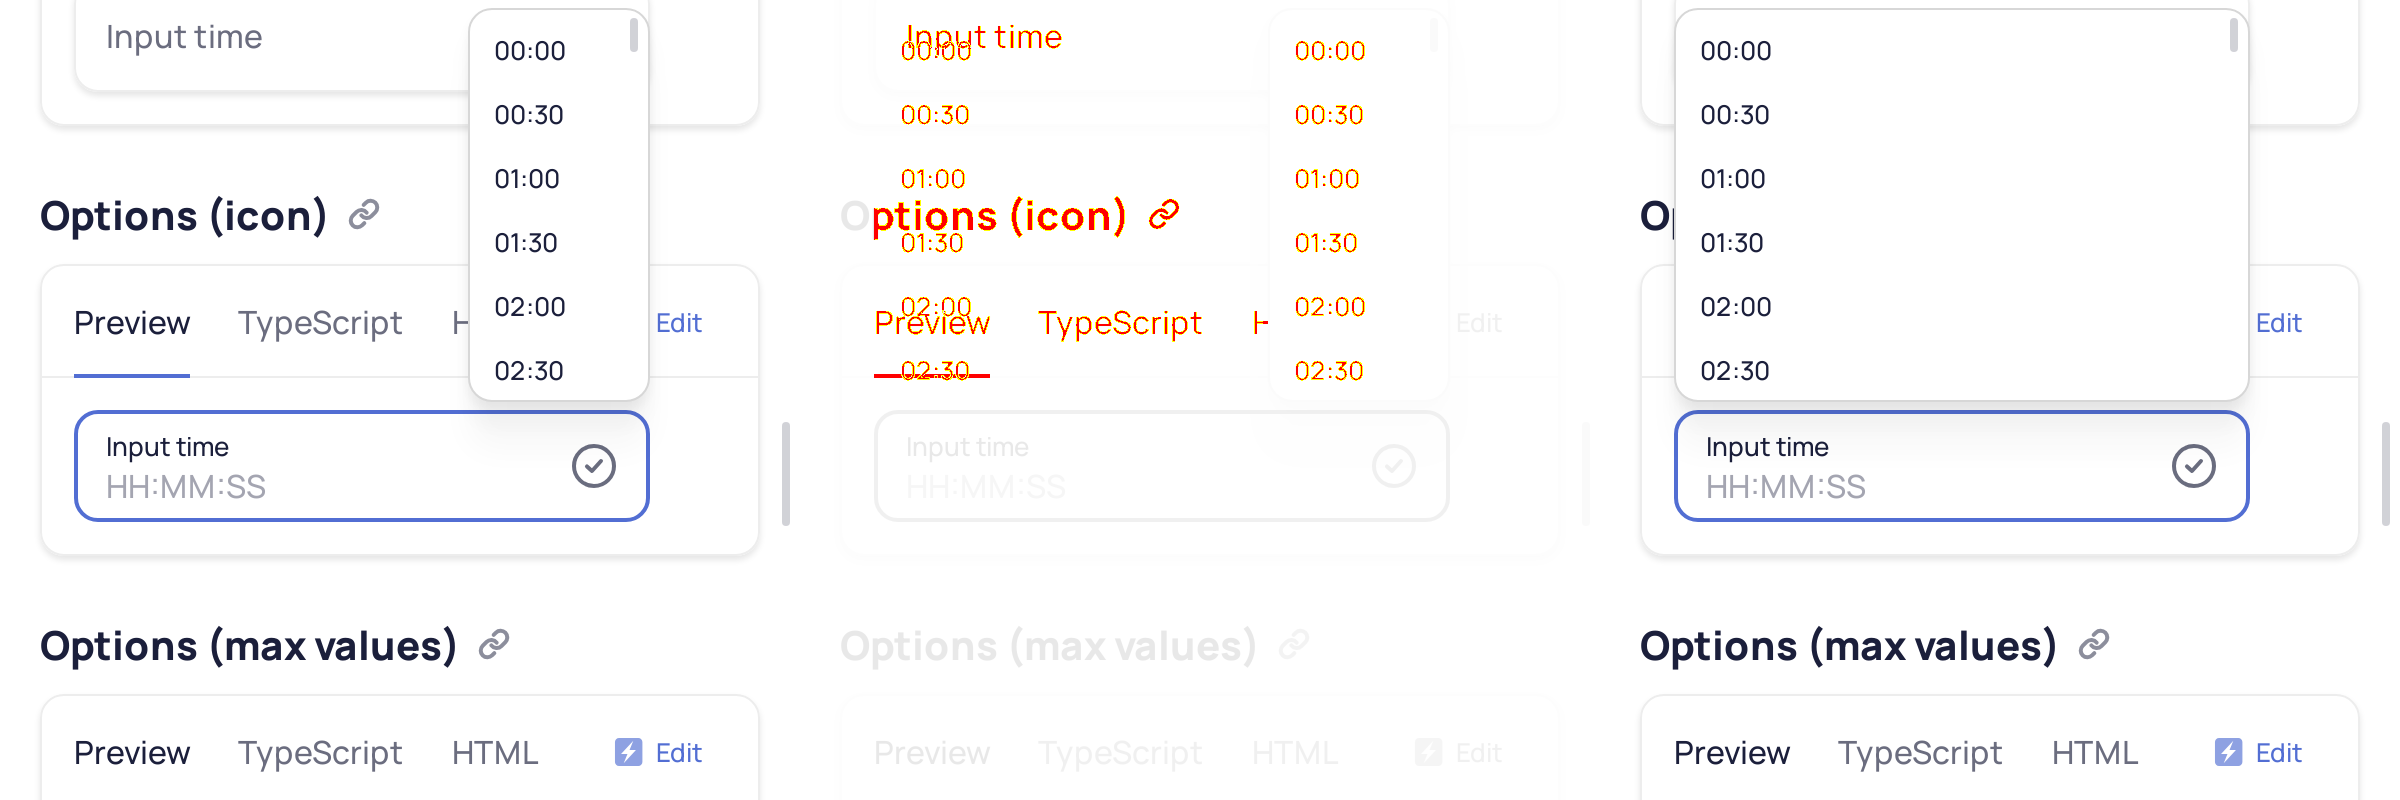 Input time
00:00
00:30
01:00
Options (icon)
01:30
02:00
Preview TypeScript Edit
02:30
Input time
HH:MM:SS
Options (max values)
Preview TypeScript HTML Edit
Input time
00:00 00:00
00:30 00:30
01:00 01:00
Options (icon)
01:30 01:30
02:00 02:00
Preview TypeScript Edit
02:30 02:30
Input time
HH:MM:SS
Options (max values)
Preview TypeScript HTML Edit
00:00
00:30
01:00
01:30
02:00
Edit
02:30
Input time
HH:MM:SS
Options (max values)
Preview TypeScript HTML Edit